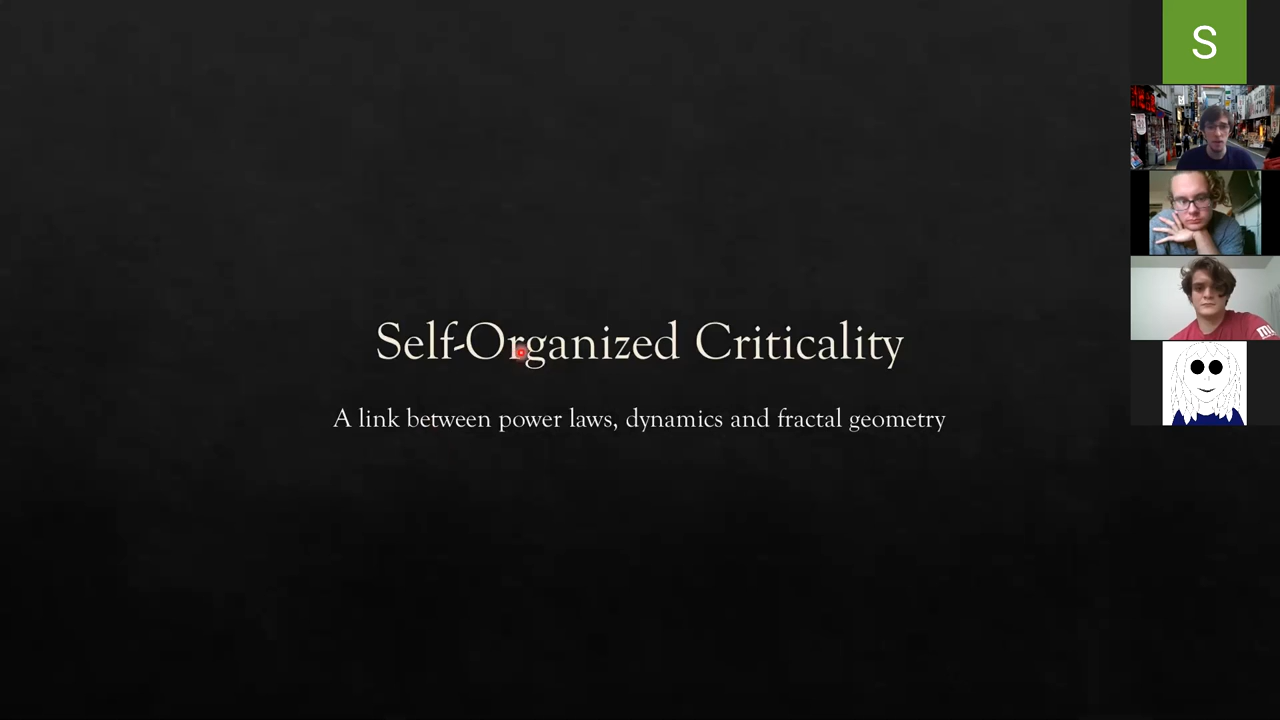 Self-Organized Criticality
A link between power laws, dynamics and fractal geometry
S